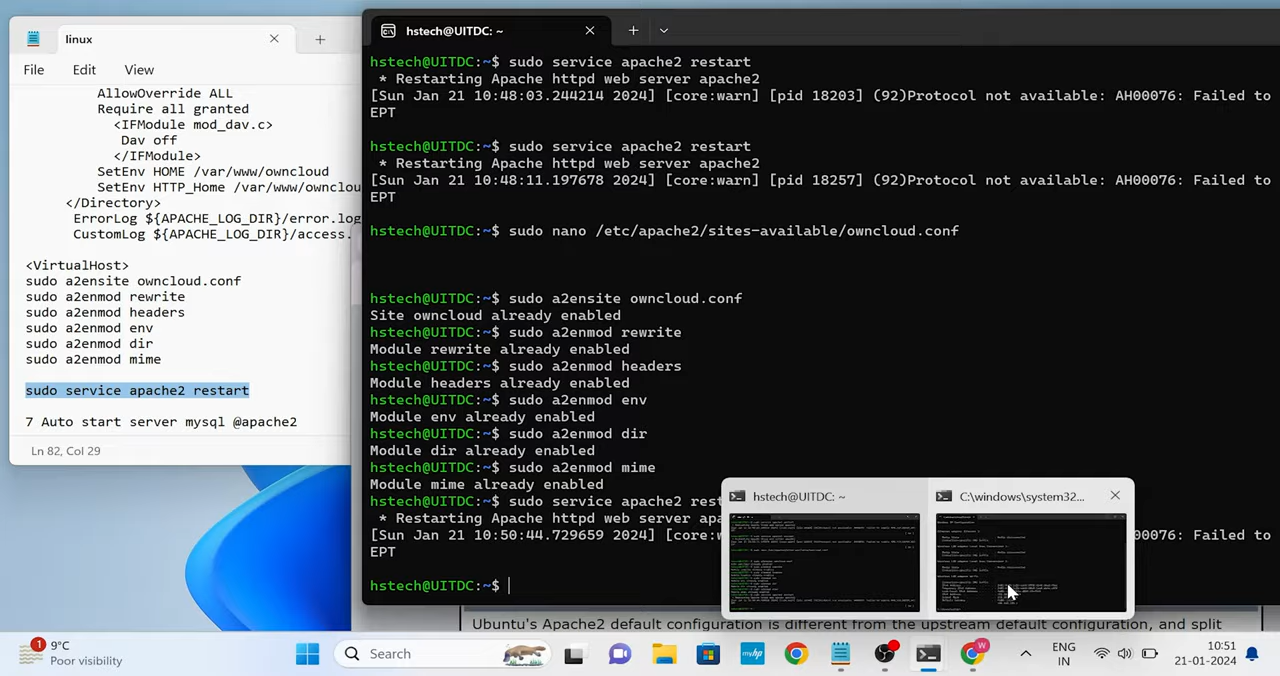 linux
File Edit View
AllowOverride ALL
Require all granted
<IFModule mod_dav.c>
Dav off
</IFModule>
SetEnv HOME /var/www/owncloud
SetEnv HTTP_Home /var/www/ownclou
</Directory>
ErrorLog ${APACHE_LOG_DIR}/error.log
CustomLog ${APACHE_LOG_DIR}/access.
<VirtualHost>
sudo a2ensite owncloud.conf
sudo a2enmod rewrite
sudo a2enmod headers
sudo a2enmod env
sudo a2enmod dir
sudo a2enmod mime
sudo service apache2 restart
7 Auto start server mysql @apache2
Ln 82, Col 29
hstech@UITDC: ~
hstech@UITDC:~$ sudo service apache2 restart
* Restarting Apache httpd web server apache2
[Sun Jan 21 10:48:03.244214 2024] [core:warn] [pid 18203] (92)Protocol not available: AH00076: Failed to
EPT
hstech@UITDC:~$ sudo service apache2 restart
* Restarting Apache httpd web server apache2
[Sun Jan 21 10:48:11.197678 2024] [core:warn] [pid 18257] (92)Protocol not available: AH00076: Failed to
EPT
hstech@UITDC:~$ sudo nano /etc/apache2/sites-available/owncloud.conf
hstech@UITDC:~$ sudo a2ensite owncloud.conf
Site owncloud already enabled
hstech@UITDC:~$ sudo a2enmod rewrite
Module rewrite already enabled
hstech@UITDC:~$ sudo a2enmod headers
Module headers already enabled
hstech@UITDC:~$ sudo a2enmod env
Module env already enabled
hstech@UITDC:~$ sudo a2enmod dir
Module dir already enabled
hstech@UITDC:~$ sudo a2enmod mime
Module mime already enabled
hstech@UITDC:~$ sudo service apache2 rest
* Restarting Apache httpd web server apa
[Sun Jan 21 10:50:44.729659 2024] [core:w 00076: Failed to
EPT
hstech@UITDC:~$
hstech@UITDC: ~
C:\windows\system32...
Ubuntu's Apache2 default configuration is different from the upstream default configuration, and split
1
9°C
Poor visibility
Search
myhp
W
ENG
IN
10:51
21-01-2024